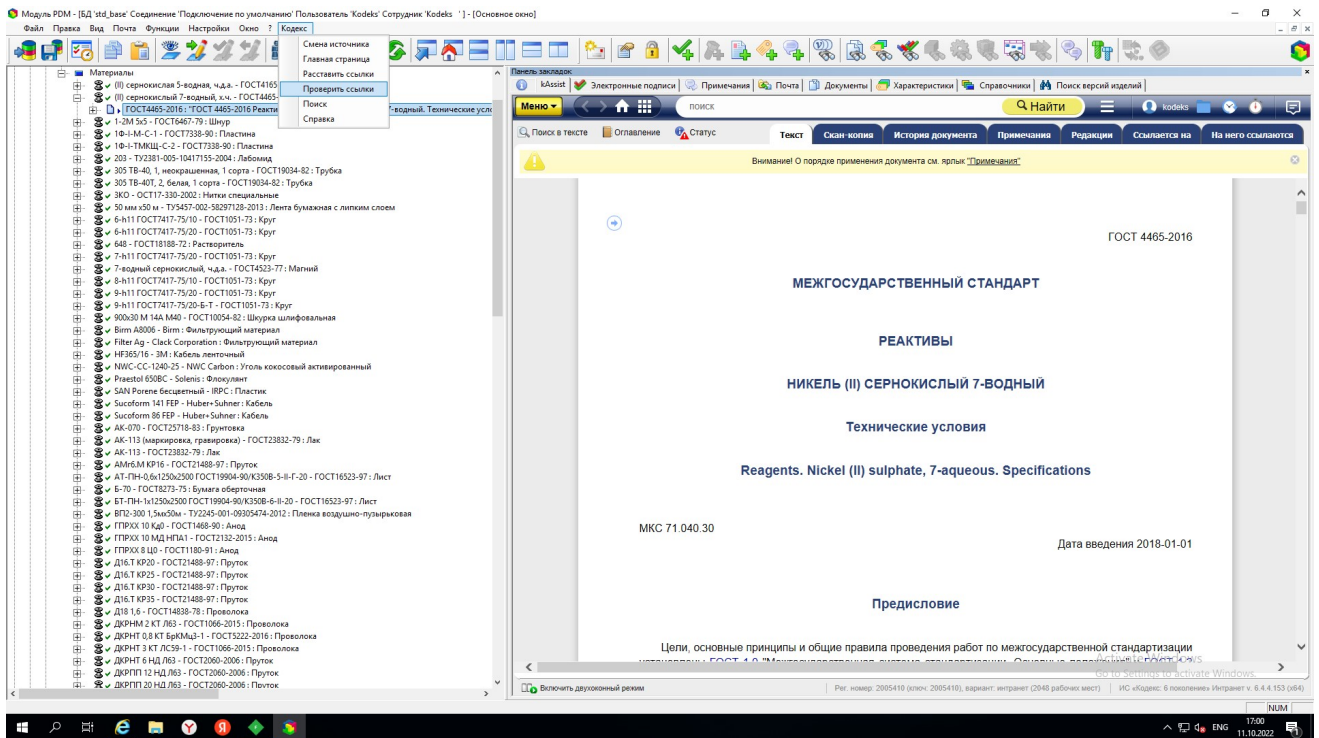 Модуль PDM - [БД 'std_base' Соединение 'Подключение по умолчанию' Пользователь 'Kodeks' Сотрудник 'Kodeks ' ] - [Основное окно]
Файл Правка Вид Почта Функции Настройки Окно ? Кодекс
Смена источника
Главная страница
Расставить ссылки
Проверить ссылки
Поиск
Справка
Материалы
(II) сернокислая 5-водная, ч.д.а. - ГОСТ4165
(II) сернокислый 7-водный, х.ч. - ГОСТ4465-
ГОСТ4465-2016 : "ГОСТ 4465-2016 Реакти 7-водный. Технические усло
1-2М 5х5 - ГОСТ6467-79 : Шнур
1Ф-I-М-С-1 - ГОСТ7338-90 : Пластина
1Ф-I-ТМКЩ-С-2 - ГОСТ7338-90 : Пластина
203 - ТУ2381-005-10417155-2004 : Лабомид
305 ТВ-40, 1, неокрашенная, 1 сорта - ГОСТ19034-82 : Трубка
305 ТВ-40Т, 2, белая, 1 сорта - ГОСТ19034-82 : Трубка
3КО - ОСТ17-330-2002 : Нитки специальные
50 мм х50 м - ТУ5457-002-58297128-2013 : Лента бумажная с липким слоем
6-h11 ГОСТ7417-75/10 - ГОСТ1051-73 : Круг
6-h11 ГОСТ7417-75/20 - ГОСТ1051-73 : Круг
648 - ГОСТ18188-72 : Растворитель
7-h11 ГОСТ7417-75/20 - ГОСТ1051-73 : Круг
7-водный сернокислый, ч.д.а. - ГОСТ4523-77 : Магний
8-h11 ГОСТ7417-75/10 - ГОСТ1051-73 : Круг
9-h11 ГОСТ7417-75/20 - ГОСТ1051-73 : Круг
9-h11 ГОСТ7417-75/20-Б-Т - ГОСТ1051-73 : Круг
900х30 М 14А М40 - ГОСТ10054-82 : Шкурка шлифовальная
Birm A8006 - Birm : Фильтрующий материал
Filter Ag - Clack Corporation : Фильтрующий материал
HF365/16 - 3M : Кабель ленточный
NWC-CC-1240-25 - NWC Carbon : Уголь кокосовый активированный
Praestol 650BC - Solenis : Флокулянт
SAN Porene бесцветный - IRPC : Пластик
Sucoform 141 FEP - Huber+Suhner : Кабель
Sucoform 86 FEP - Huber+Suhner : Кабель
АК-070 - ГОСТ25718-83 : Грунтовка
АК-113 (маркировка, гравировка) - ГОСТ23832-79 : Лак
АК-113 - ГОСТ23832-79 : Лак
АМг6.М КР16 - ГОСТ21488-97 : Пруток
АТ-ПН-0,6х1250х2500 ГОСТ19904-90/К350В-5-II-Г-20 - ГОСТ16523-97 : Лист
Б-70 - ГОСТ8273-75 : Бумага оберточная
БТ-ПН-1х1250х2500 ГОСТ19904-90/К350В-6-II-20 - ГОСТ16523-97 : Лист
ВП2-300 1,5мх50м - ТУ2245-001-09305474-2012 : Пленка воздушно-пузырьковая
ГПРХХ 10 Кд0 - ГОСТ1468-90 : Анод
ГПРХХ 10 МД НПА1 - ГОСТ2132-2015 : Анод
ГПРХХ 8 Ц0 - ГОСТ1180-91 : Анод
Д16.Т КР20 - ГОСТ21488-97 : Пруток
Д16.Т КР25 - ГОСТ21488-97 : Пруток
Д16.Т КР30 - ГОСТ21488-97 : Пруток
Д16.Т КР35 - ГОСТ21488-97 : Пруток
Д18 1,6 - ГОСТ14838-78 : Проволока
ДКРНМ 2 КТ Л63 - ГОСТ1066-2015 : Проволока
ДКРНТ 0,8 КТ БрКМц3-1 - ГОСТ5222-2016 : Проволока
ДКРНТ 3 КТ ЛС59-1 - ГОСТ1066-2015 : Проволока
ДКРНТ 6 НД Л63 - ГОСТ2060-2006 : Пруток
ДКРПП 12 НД Л63 - ГОСТ2060-2006 : Пруток
ДКРПП 20 НД Л63 - ГОСТ2060-2006 : Пруток
Панель закладок
kAssist Электронные подписи Примечания Почта Документы Характеристики Справочники Поиск версий изделий
Меню поиск Найти kodeks
Поиск в тексте Оглавление Статус Текст Скан-копия История документа Примечания Редакции Ссылается на На него ссылаются
Внимание! О порядке применения документа см. ярлык "Примечания"
ГОСТ 4465-2016
МЕЖГОСУДАРСТВЕННЫЙ СТАНДАРТ
РЕАКТИВЫ
НИКЕЛЬ (II) СЕРНОКИСЛЫЙ 7-ВОДНЫЙ
Технические условия
Reagents. Nickel (II) sulphate, 7-aqueous. Specifications
МКС 71.040.30
Дата введения 2018-01-01
Предисловие
Цели, основные принципы и общие правила проведения работ по межгосударственной стандартизации
установлены ГОСТ 1.0 "Межгосударственная система стандартизации. Основные положения" и ГОСТ 1.2
Activate Windows
Go to Settings to activate Windows.
Включить двухоконный режим
Рег. номер: 2005410 (ключ: 2005410), вариант: интранет (2048 рабочих мест) ИС «Кодекс: 6 поколение» Интранет v. 6.4.4.153 (x64)
NUM
ENG
17:00
11.10.2022